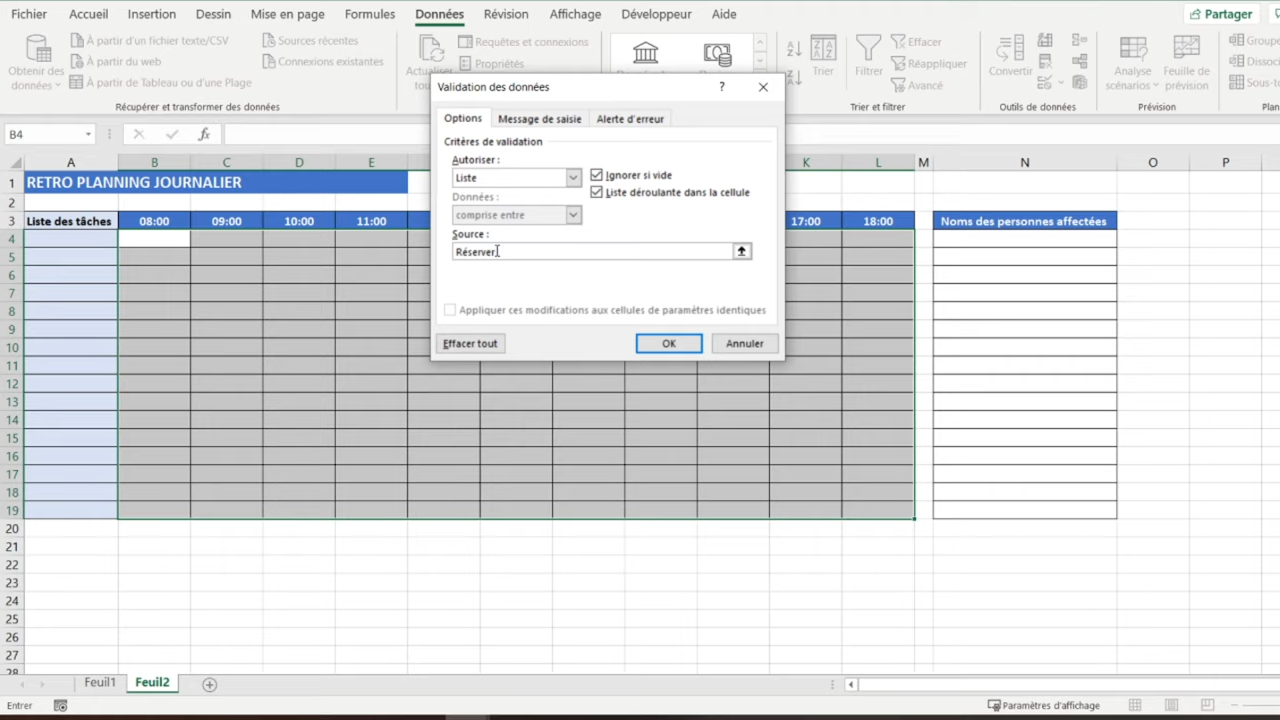 Fichier Accueil Insertion Dessin Mise en page Formules Données Révision Affichage Développeur Aide Partager
À partir d'un fichier texte/CSV Sources récentes Requêtes et connexions Effacer
Obtenir des données À partir du web Connexions existantes Propriétés Trier Filtrer Réappliquer Convertir Analyse scénarios Feuille de prévision
À partir de Tableau ou d'une Plage Avancé
Récupérer et transformer des données Trier et filtrer Outils de données Prévision
Validation des données ? ×
B4 fx
Options Message de saisie Alerte d'erreur
Critères de validation
Autoriser :
Liste Ignorer si vide
Liste déroulante dans la cellule
Données :
comprise entre
Source :
Réserver
Appliquer ces modifications aux cellules de paramètres identiques
Effacer tout OK Annuler
A B C D E K L M N O P
1 RETRO PLANNING JOURNALIER
2
3 Liste des tâches 08:00 09:00 10:00 11:00 17:00 18:00 Noms des personnes affectées
4
5
6
7
8
9
10
11
12
13
14
15
16
17
18
19
20
21
22
23
24
25
26
27
28
Feuil1 Feuil2
Entrer Paramètres d'affichage